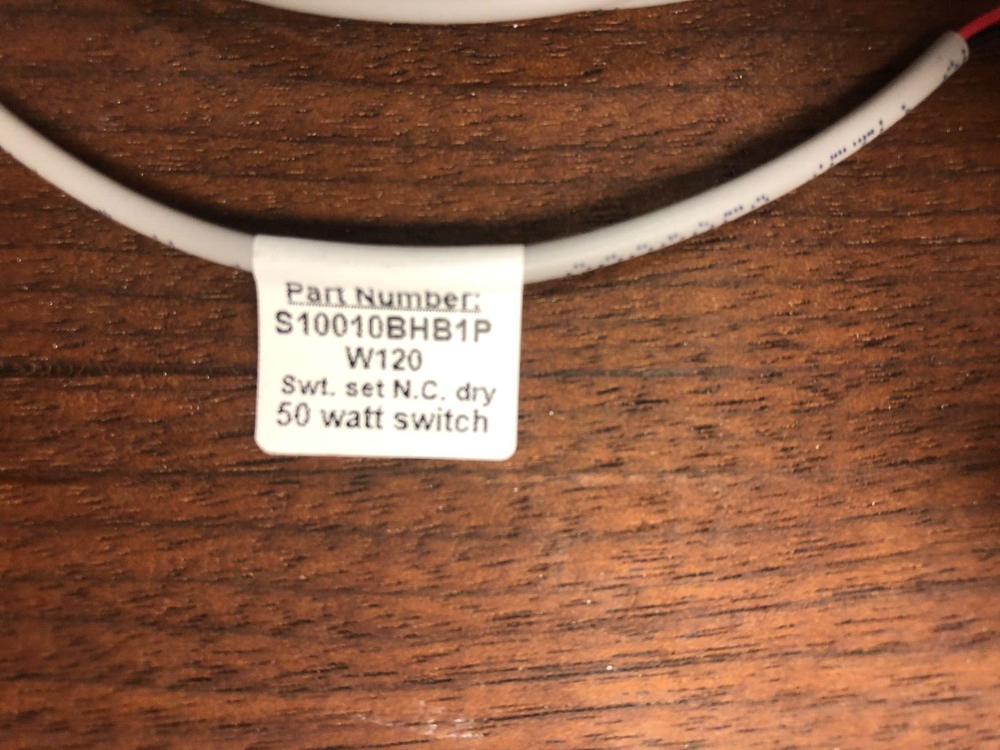 Part Number:
S10010BHB1P
W120
Swt. set N.C. dry
50 watt switch